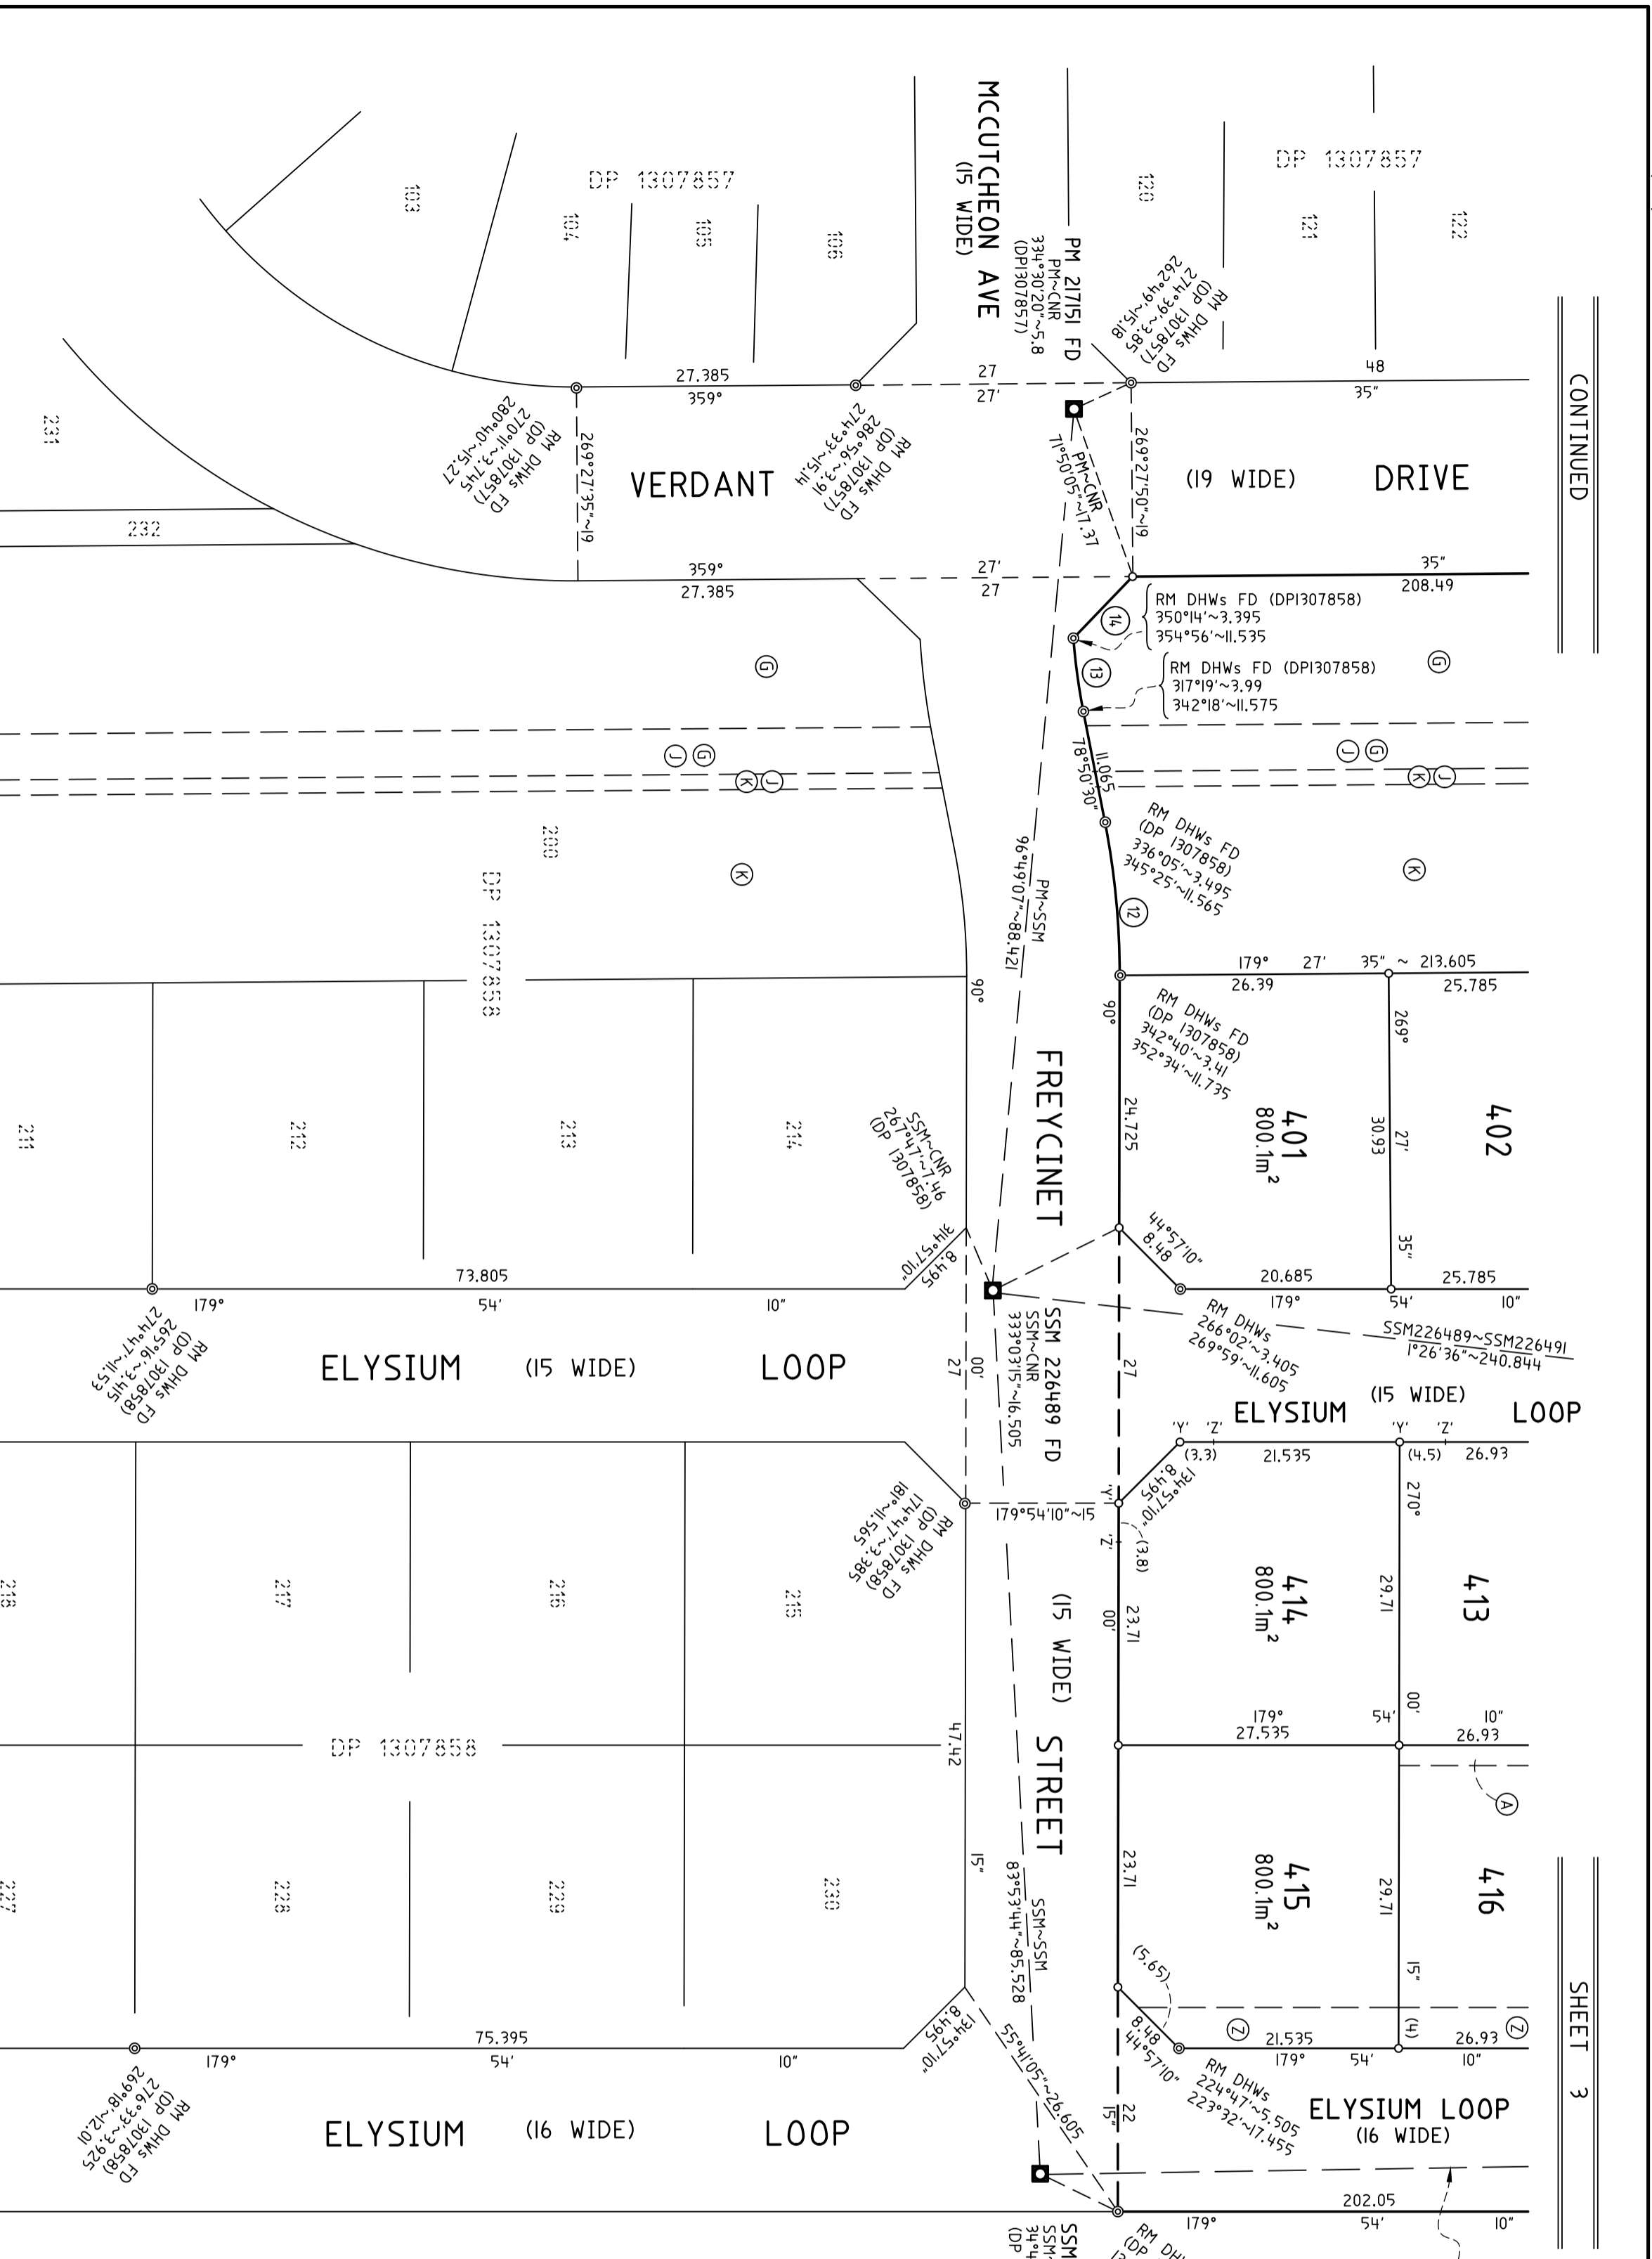 CONTINUED
SHEET 3
MCCUTCHEON AVE
(15 WIDE)
DP 1307857
103
104
105
106
DP 1307857
120
121
122
PM 217151 FD
PM~CNR
334°30'20"~5.8
(DP1307857)
RM DHWs FD
(DP 1307857)
274°39'~3.85
262°49'~15.18
48
35"
27.385
359°
27
27'
RM DHWs FD
(DP 1307857)
270°11'~3.745
280°40'~15.27
RM DHWs FD
(DP 1307857)
286°56'~3.91
274°33'~15.14
269°27'35"~19
269°27'50"~19
PM~CNR
71°50'05"~17.37
VERDANT
(19 WIDE)
DRIVE
231
232
359°
27.385
27'
27
35"
208.49
RM DHWs FD (DP1307858)
350°14'~3.395
354°56'~11.535
14
13
RM DHWs FD (DP1307858)
317°19'~3.99
342°18'~11.575
G
G
J
G
K
J
J
G
K
J
11.065
78°50'30"
RM DHWs FD
(DP 1307858)
336°05'~3.495
345°25'~11.565
12
K
K
200
DP 1307858
PM~SSM
96°49'07"~88.421
179° 27' 35" ~ 213.605
26.39
25.785
90°
90°
RM DHWs FD
(DP 1307858)
342°40'~3.41
352°34'~11.735
FREYCINET
24.725
401
800.1m²
402
269°
27'
35"
30.93
211
212
213
214
SSM~CNR
267°47'~7.46
(DP 1307858)
314°57'10"
8.495
44°57'10"
8.48
73.805
179°
54'
10"
20.685
25.785
179°
54'
10"
RM DHWs FD
(DP 1307858)
265°16'~3.415
274°47'~11.53
SSM 226489 FD
SSM~CNR
333°03'15"~16.505
RM DHWs
266°02'~3.405
269°59'~11.605
SSM226489~SSM226491
1°26'36"~240.844
ELYSIUM
(15 WIDE)
LOOP
00'
27
27
(15 WIDE)
ELYSIUM
LOOP
'Y'
'Z'
'Y'
'Z'
(3.3)
21.535
(4.5)
26.93
134°57'10"
8.495
270°
RM DHWs FD
(DP 1307858)
174°47'~3.385
181°~11.565
179°54'10"~15
'Y'
'Z'
(3.8)
414
800.1m²
413
29.71
23.71
00'
00'
218
217
216
215
(15 WIDE)
STREET
DP 1307858
47.42
179°
54'
10"
27.535
26.93
A
227
228
229
230
15"
SSM~SSM
83°53'44"~85.528
23.71
415
800.1m²
416
29.71
15"
(5.65)
(4)
Z
Z
75.395
179°
54'
10"
134°57'10"
8.495
55°41'05"~26.605
8.48
44°57'10"
21.535
26.93
179°
54'
10"
RM DHWs
224°47'~5.505
223°32'~17.455
RM DHWs FD
(DP 1307858)
276°33'~3.925
269°18'~12.01
ELYSIUM
(16 WIDE)
LOOP
22
15"
ELYSIUM LOOP
(16 WIDE)
202.05
179°
54'
10"
SSM
SSM~
34°4
(DP
RM DH
(DP